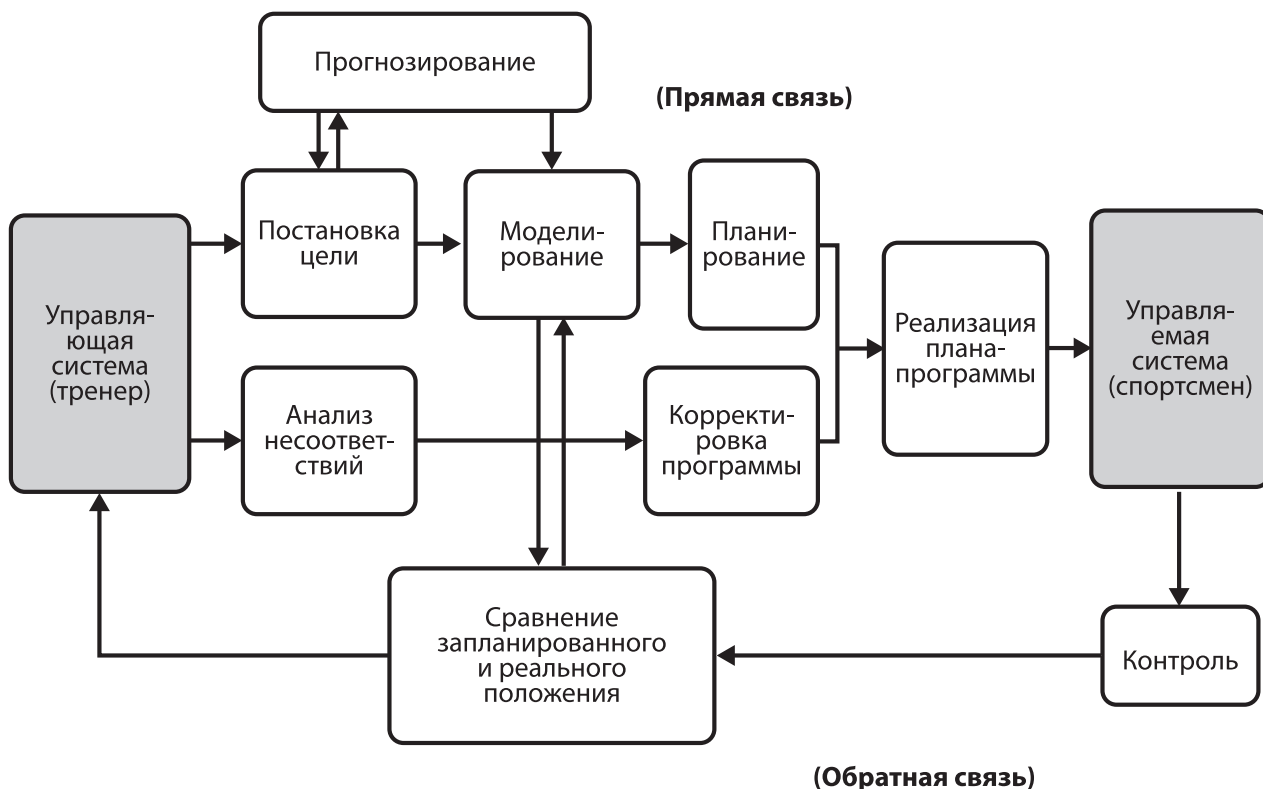 Прогнозирование
(Прямая связь)
Постановка
цели
Модели-
рование
Плани-
рование
Управля-
ющая
система
(тренер)
Реализация
плана-
программы
Управля-
емая
система
(спортсмен)
Анализ
несоответ-
ствий
Корректи-
ровка
программы
Сравнение
запланированного
и реального
положения
Контроль
(Обратная связь)